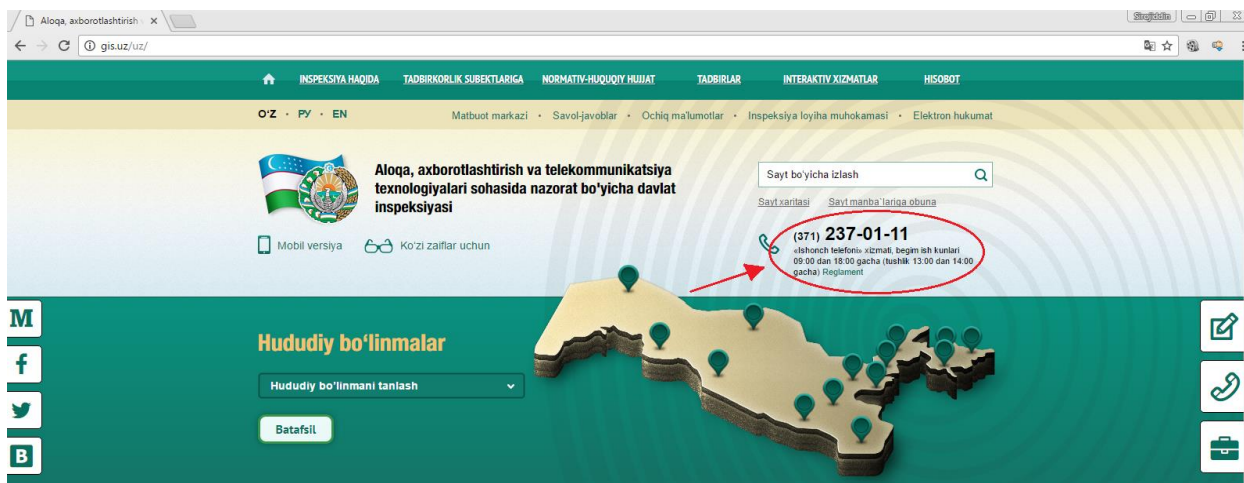 Aloqa, axborotlashtirish
Sirojiddin
gis.uz/uz/
INSPEKSIYA HAQIDA TADBIRKORLIK SUBEKTLARIGA NORMATIV-HUQUQIY HUJJAT TADBIRLAR INTERAKTIV XIZMATLAR HISOBOT
O‘Z · РУ · EN Matbuot markazi · Savol-javoblar · Ochiq ma'lumotlar · Inspeksiya loyiha muhokamasi · Elektron hukumat
Aloqa, axborotlashtirish va telekommunikatsiya
texnologiyalari sohasida nazorat bo'yicha davlat
inspeksiyasi
Sayt bo'yicha izlash
Sayt xaritasi Sayt manba`lariga obuna
(371) 237-01-11
«Ishonch telefoni» xizmati, begim ish kunlari
09:00 dan 18:00 gacha (tushlik 13:00 dan 14:00
gacha) Reglament
Mobil versiya Ko'zi zaiflar uchun
Hududiy bo‘linmalar
Hududiy bo'linmani tanlash
Batafsil
M
f
B